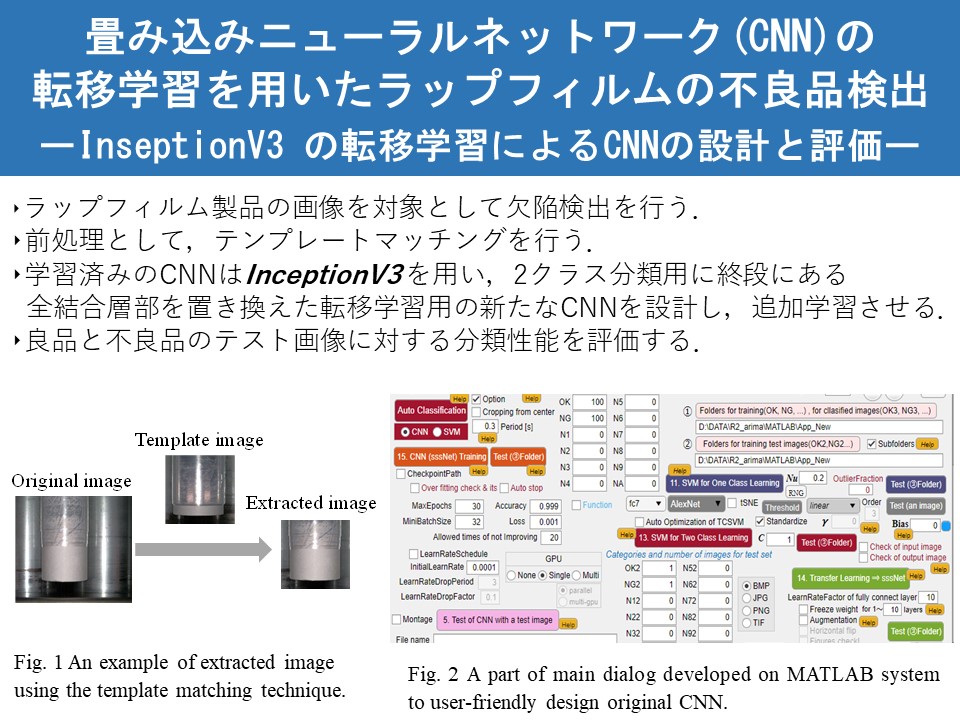 畳み込みニューラルネットワーク(CNN)の
転移学習を用いたラップフィルムの不良品検出
ーInseptionV3 の転移学習によるCNNの設計と評価ー
‣ラップフィルム製品の画像を対象として欠陥検出を行う．
‣前処理として，テンプレートマッチングを行う．
‣学習済みのCNNはInceptionV3を用い，2クラス分類用に終段にある
全結合層部を置き換えた転移学習用の新たなCNNを設計し，追加学習させる．
‣良品と不良品のテスト画像に対する分類性能を評価する．
Original image
Template image
Extracted image
Fig. 1 An example of extracted image
using the template matching technique.
Auto Classification
CNN SVM
Help
Option
Help
Cropping from center
0.3 Period [s]
Help
15. CNN (sssNet) Training
Test (③Folder)
CheckpointPath
Help
Help
Over fitting check & its
Auto stop
MaxEpochs 30
Accuracy 0.999
MiniBatchSize 32
Loss 0.001
Allowed times of not Improving 20
LearnRateSchedule
InitialLearnRate 0.0001
LearnRateDropPeriod 3
LearnRateDropFactor 0.1
GPU
None Single Multi
parallel
multi-gpu
Montage
5. Test of CNN with a test image
Help
File name
OK 100 N5 0
NG 100 N6 0
N1 0 N7 0
N2 0 N8 0
N3 0 N9 0
N4 0 NA 0
Function
fc7
AlexNet
tSNE
① Folders for training(OK, NG, ...) , for cllasified images(OK3, NG3, ...)
D:\DATA\R2_arima\MATLAB\App_New
② Folders for training test images(OK2,NG2...)
Subfolders
Help
D:\DATA\R2_arima\MATLAB\App_New
Help
11. SVM for One Class Learning
Nu 0.2
OutlierFraction
0
Test (③Folder)
RNG
Threshold
linear
Order
3
Test (an image)
Auto Optimization of TCSVM
Standardize
γ 0
Bias 0
Help
13. SVM for Two Class Learning
C 1
Test (③Folder)
Check of input image
Check of output image
Categories and number of images for test set
OK2 1 N52 0
NG2 1 N62 0
N12 0 N72 0
N22 0 N82 0
N32 0 N92 0
BMP
JPG
PNG
TIF
14. Transfer Learning ⇒ sssNet
Help
Help
LearnRateFactor of fully connect layer 10
Freeze weight for 1～ 10 layers
Help
Augmentation
Help
Horizontal flip
Test (③Folder)
Fig. 2 A part of main dialog developed on MATLAB system
to user-friendly design original CNN.